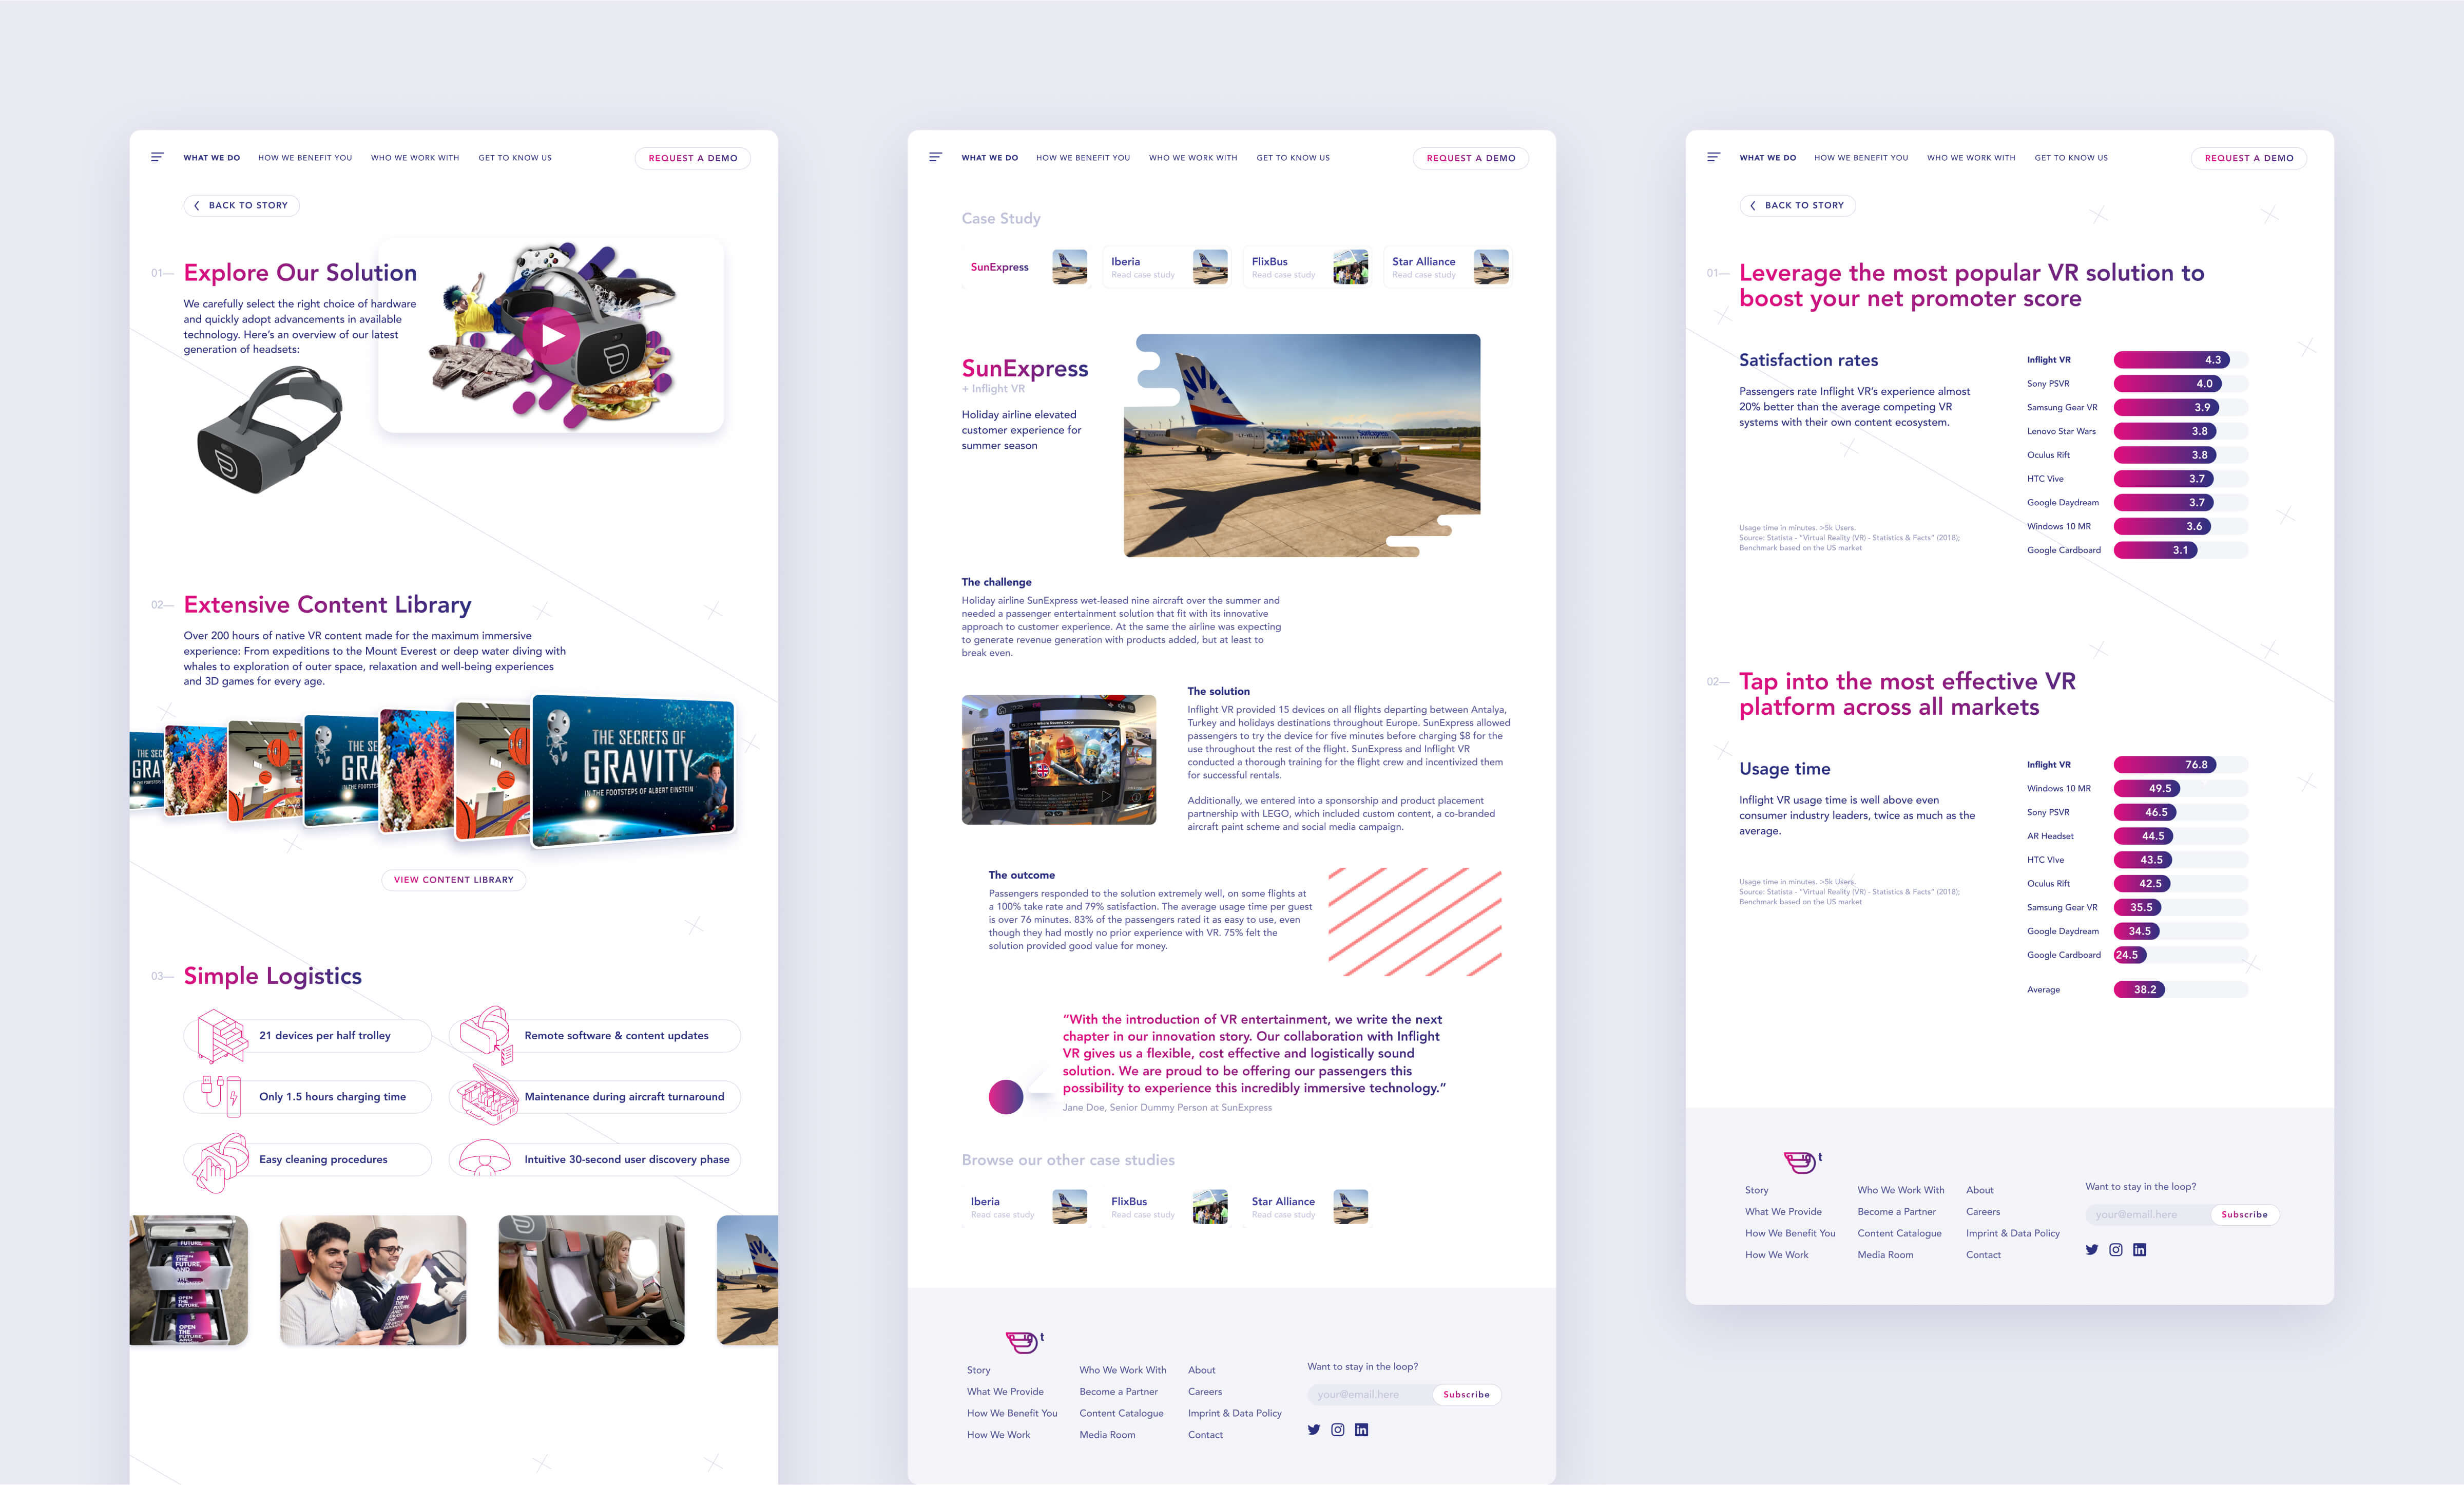 WHAT WE DO
HOW WE BENEFIT YOU
WHO WE WORK WITH
GET TO KNOW US
REQUEST A DEMO
BACK TO STORY
01—
Explore Our Solution
We carefully select the right choice of hardware
and quickly adopt advancements in available
technology. Here's an overview of our latest
generation of headsets:
02—
Extensive Content Library
Over 200 hours of native VR content made for the maximum immersive
experience: From expeditions to the Mount Everest or deep water diving with
whales to exploration of outer space, relaxation and well-being experiences
and 3D games for every age.
THE SEC
GRA
THE SE
GRA
IN THE FOOTSTEP
THE SECRETS OF
GRAVITY
IN THE FOOTSTEPS OF ALBERT EINSTEIN
VIEW CONTENT LIBRARY
03—
Simple Logistics
21 devices per half trolley
Remote software & content updates
Only 1.5 hours charging time
Maintenance during aircraft turnaround
Easy cleaning procedures
Intuitive 30-second user discovery phase
FUTURE,
OPEN
THE
FUTURE,
AND
OPEN
THE
FUTURE,
OPEN
THE
FUTURE,
OPEN
THE
FUTURE
AND
WHAT WE DO
HOW WE BENEFIT YOU
WHO WE WORK WITH
GET TO KNOW US
REQUEST A DEMO
Case Study
SunExpress
Iberia
Read case study
FlixBus
Read case study
Star Alliance
Read case study
SunExpress
+ Inflight VR
Holiday airline elevated
customer experience for
summer season
SunExpress
The challenge
Holiday airline SunExpress wet-leased nine aircraft over the summer and
needed a passenger entertainment solution that fit with its innovative
approach to customer experience. At the same the airline was expecting
to generate revenue generation with products added, but at least to
break even.
The solution
Inflight VR provided 15 devices on all flights departing between Antalya,
Turkey and holidays destinations throughout Europe. SunExpress allowed
passengers to try the device for five minutes before charging $8 for the
use throughout the rest of the flight. SunExpress and Inflight VR
conducted a thorough training for the flight crew and incentivized them
for successful rentals.
Additionally, we entered into a sponsorship and product placement
partnership with LEGO, which included custom content, a co-branded
aircraft paint scheme and social media campaign.
The outcome
Passengers responded to the solution extremely well, on some flights at
a 100% take rate and 79% satisfaction. The average usage time per guest
is over 76 minutes. 83% of the passengers rated it as easy to use, even
though they had mostly no prior experience with VR. 75% felt the
solution provided good value for money.
"With the introduction of VR entertainment, we write the next
chapter in our innovation story. Our collaboration with Inflight
VR gives us a flexible, cost effective and logistically sound
solution. We are proud to be offering our passengers this
possibility to experience this incredibly immersive technology."
Jane Doe, Senior Dummy Person at SunExpress
Browse our other case studies
Iberia
Read case study
FlixBus
Read case study
Star Alliance
Read case study
t
Story
What We Provide
How We Benefit You
How We Work
Who We Work With
Become a Partner
Content Catalogue
Media Room
About
Careers
Imprint & Data Policy
Contact
Want to stay in the loop?
your@email.here
Subscribe
WHAT WE DO
HOW WE BENEFIT YOU
WHO WE WORK WITH
GET TO KNOW US
REQUEST A DEMO
BACK TO STORY
01—
Leverage the most popular VR solution to
boost your net promoter score
Satisfaction rates
Passengers rate Inflight VR's experience almost
20% better than the average competing VR
systems with their own content ecosystem.
Usage time in minutes. >5k Users.
Source: Statista - "Virtual Reality (VR) - Statistics & Facts" (2018);
Benchmark based on the US market
Inflight VR 4.3
Sony PSVR 4.0
Samsung Gear VR 3.9
Lenovo Star Wars 3.8
Oculus Rift 3.8
HTC Vive 3.7
Google Daydream 3.7
Windows 10 MR 3.6
Google Cardboard 3.1
02—
Tap into the most effective VR
platform across all markets
Usage time
Inflight VR usage time is well above even
consumer industry leaders, twice as much as the
average.
Usage time in minutes. >5k Users.
Source: Statista - "Virtual Reality (VR) - Statistics & Facts" (2018);
Benchmark based on the US market
Inflight VR 76.8
Windows 10 MR 49.5
Sony PSVR 46.5
AR Headset 44.5
HTC VIve 43.5
Oculus Rift 42.5
Samsung Gear VR 35.5
Google Daydream 34.5
Google Cardboard 24.5
Average 38.2
t
Story
What We Provide
How We Benefit You
How We Work
Who We Work With
Become a Partner
Content Catalogue
Media Room
About
Careers
Imprint & Data Policy
Contact
Want to stay in the loop?
your@email.here
Subscribe